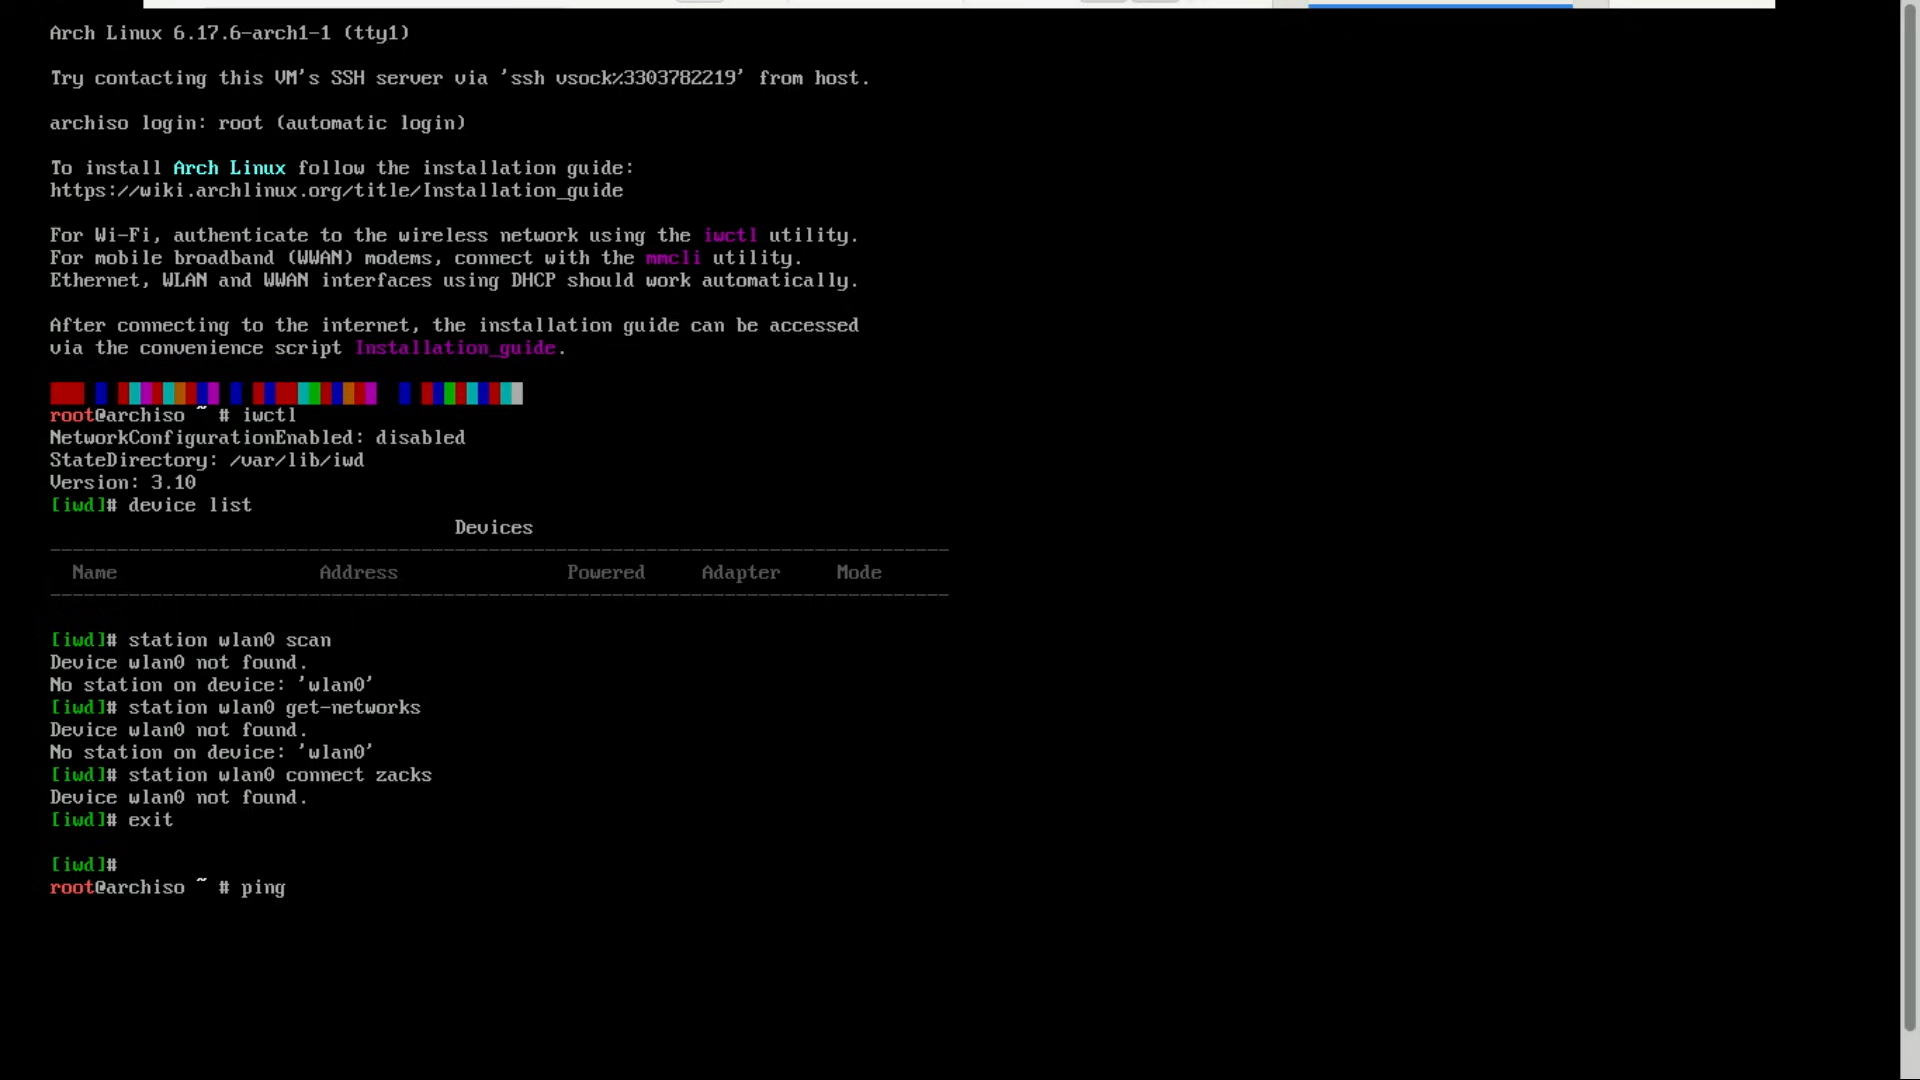 Arch Linux 6.17.6-arch1-1 (tty1)
Try contacting this VM's SSH server via 'ssh vsock%3303782219' from host.
archiso login: root (automatic login)
To install Arch Linux follow the installation guide:
https://wiki.archlinux.org/title/Installation_guide
For Wi-Fi, authenticate to the wireless network using the iwctl utility.
For mobile broadband (WWAN) modems, connect with the mmcli utility.
Ethernet, WLAN and WWAN interfaces using DHCP should work automatically.
After connecting to the internet, the installation guide can be accessed
via the convenience script Installation_guide.
root@archiso ~ # iwctl
NetworkConfigurationEnabled: disabled
StateDirectory: /var/lib/iwd
Version: 3.10
[iwd]# device list
Devices
Name Address Powered Adapter Mode
[iwd]# station wlan0 scan
Device wlan0 not found.
No station on device: 'wlan0'
[iwd]# station wlan0 get-networks
Device wlan0 not found.
No station on device: 'wlan0'
[iwd]# station wlan0 connect zacks
Device wlan0 not found.
[iwd]# exit
[iwd]#
root@archiso ~ # ping